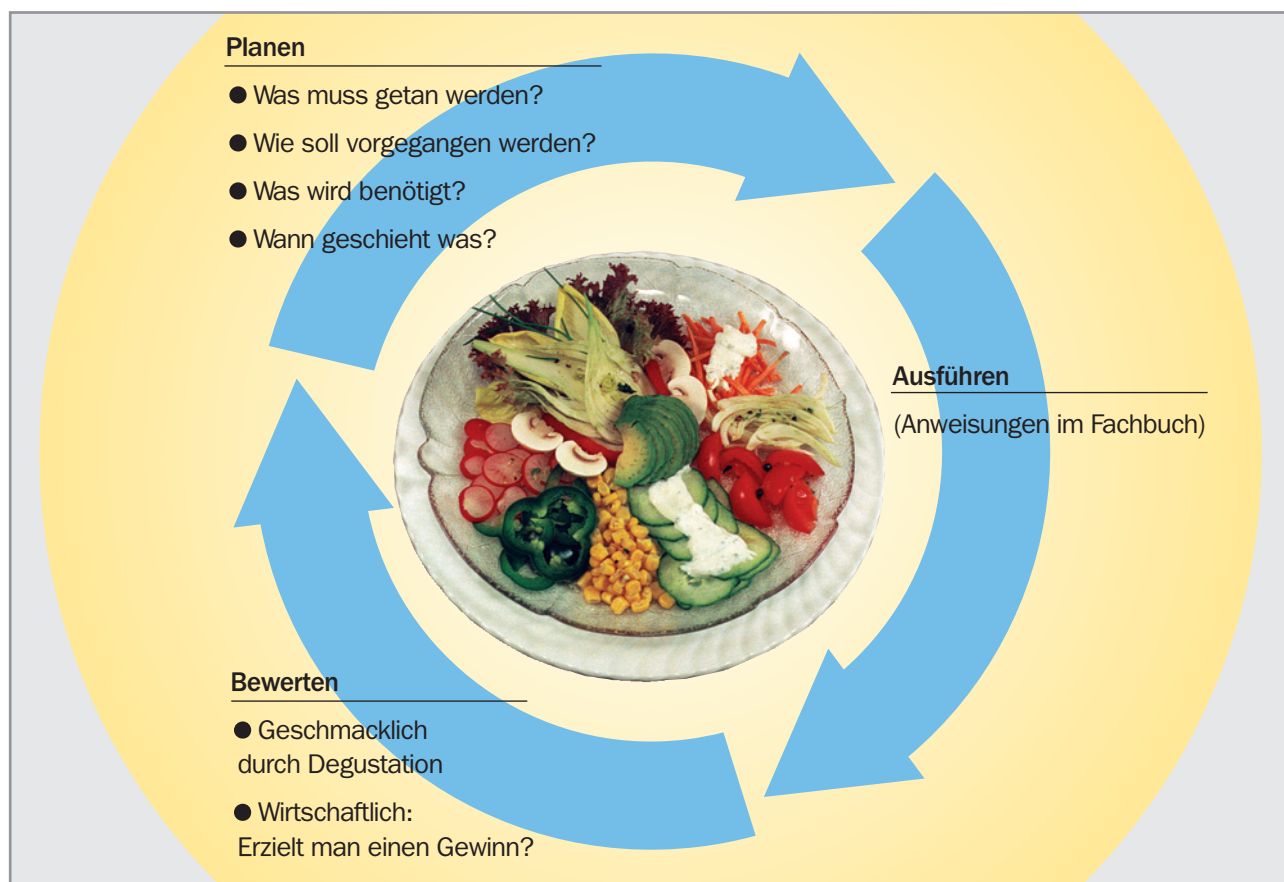 Planen
● Was muss getan werden?
● Wie soll vorgegangen werden?
● Was wird benötigt?
● Wann geschieht was?
Ausführen
(Anweisungen im Fachbuch)
Bewerten
● Geschmacklich
durch Degustation
● Wirtschaftlich:
Erzielt man einen Gewinn?